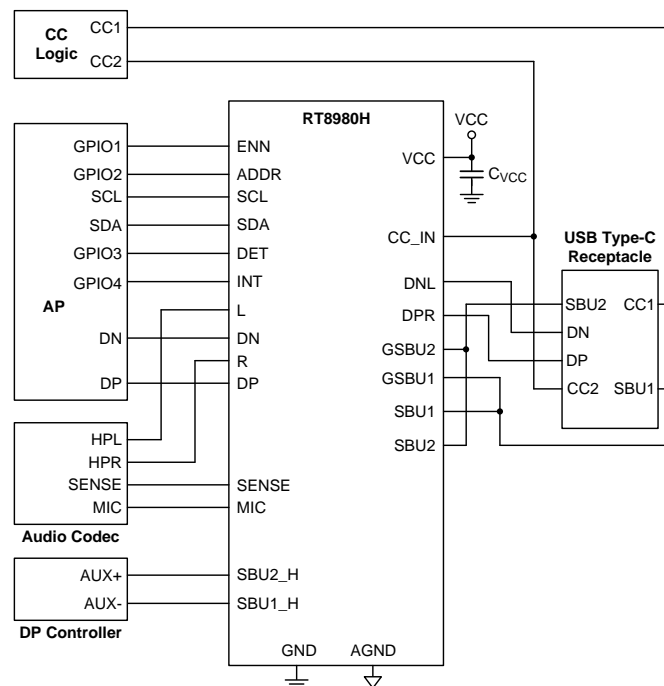 CC
Logic
CC1
CC2
RT8980H
VCC
VCC
CVCC
AP
GPIO1
GPIO2
SCL
SDA
GPIO3
GPIO4
DN
DP
ENN
ADDR
SCL
SDA
DET
INT
L
DN
R
DP
SENSE
MIC
SBU2_H
SBU1_H
CC_IN
DNL
DPR
GSBU2
GSBU1
SBU1
SBU2
USB Type-C
Receptacle
SBU2
DN
DP
CC2
CC1
SBU1
HPL
HPR
SENSE
MIC
Audio Codec
AUX+
AUX-
DP Controller
GND
AGND